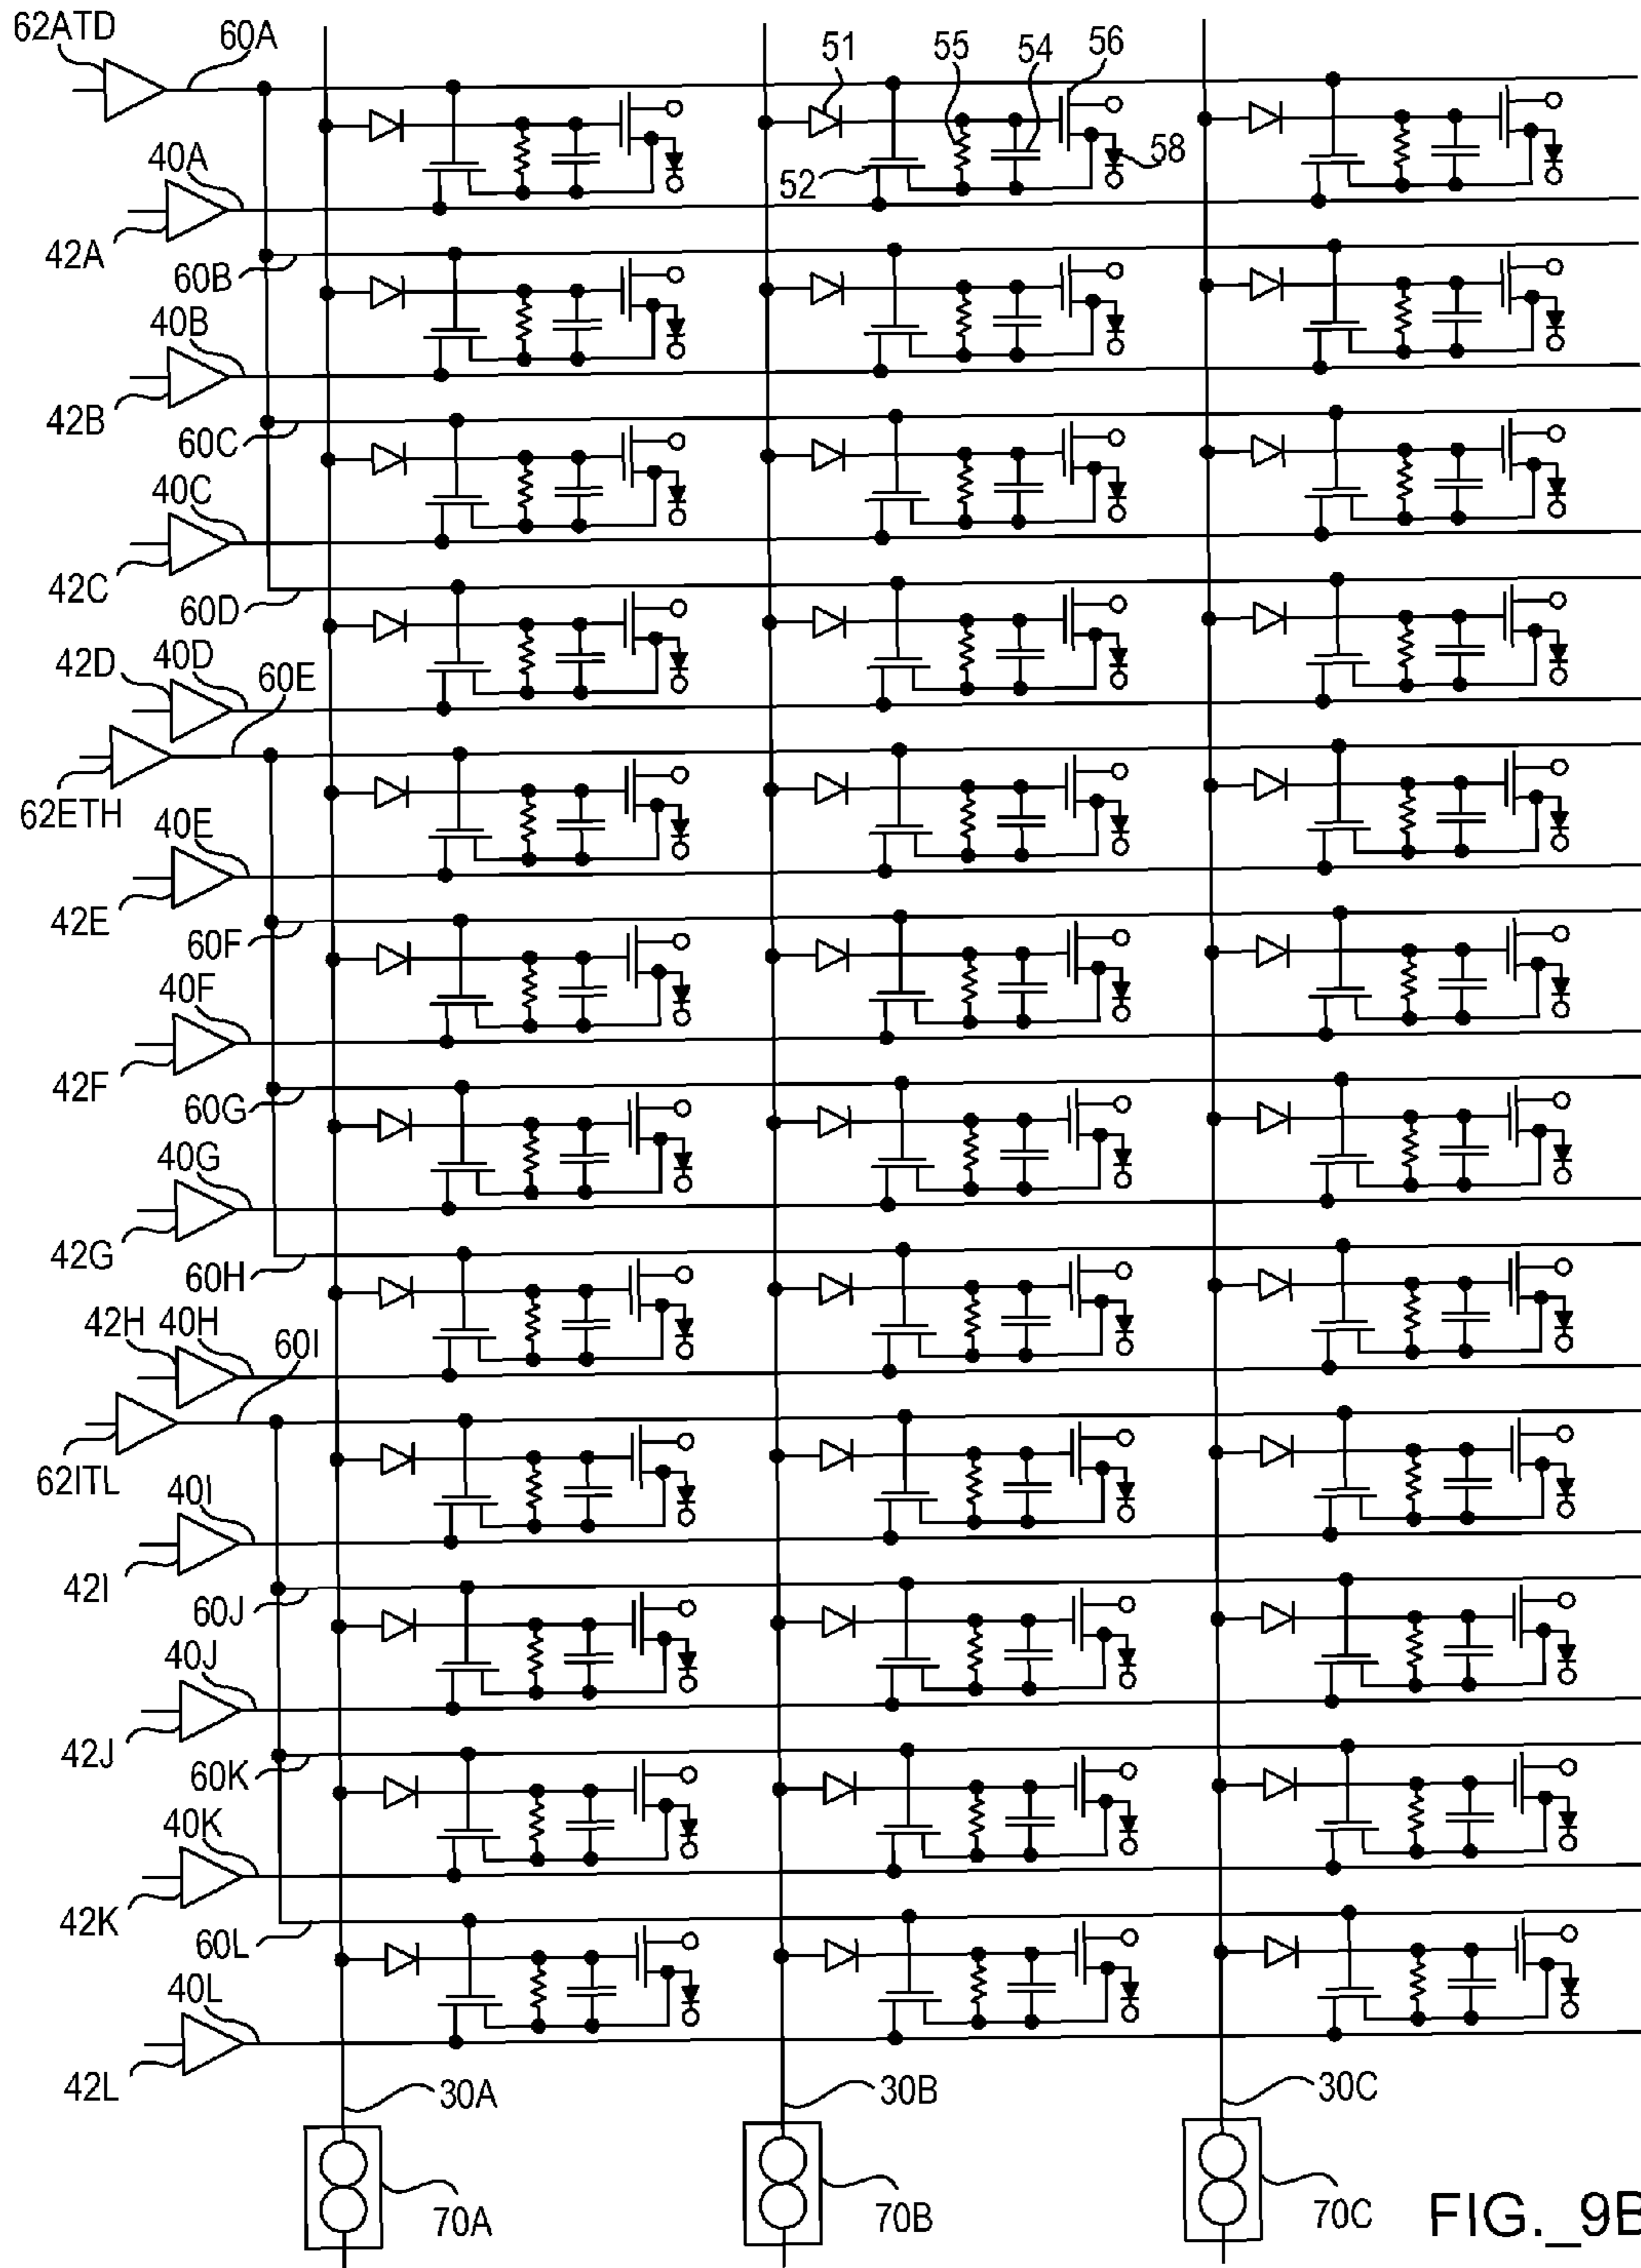 62ATD
60A
51
55
54
56
40A
52
58
42A
60B
40B
42B
60C
40C
42C
60D
42D
40D
60E
62ETH
40E
42E
60F
40F
42F
60G
40G
42G
60H
42H
40H
60I
62ITL
40I
42I
60J
40J
42J
60K
40K
42K
60L
40L
42L
30A
30B
30C
70A
70B
70C
FIG._9B